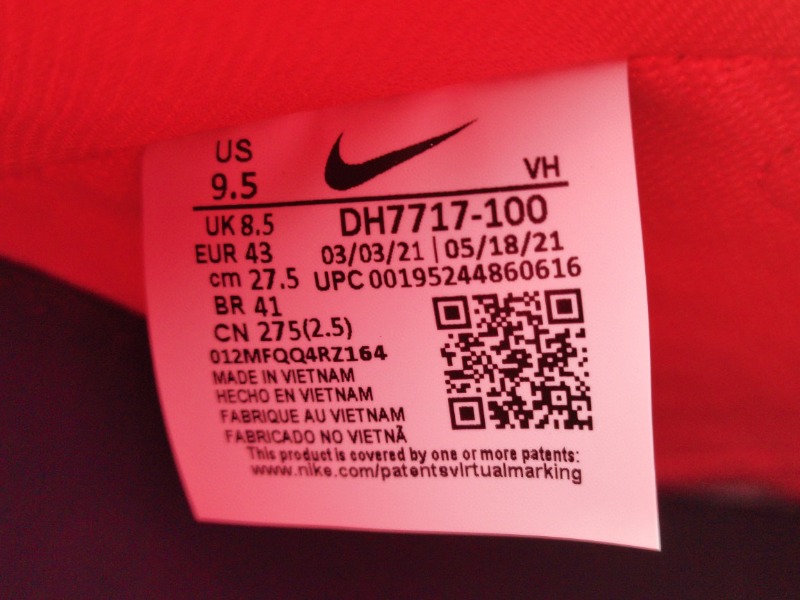 US
9.5
VH
UK 8.5 DH7717-100
EUR 43 03/03/21 | 05/18/21
cm 27.5 UPC 00195244860616
BR 41
CN 275(2.5)
012MFQQ4RZ164
MADE IN VIETNAM
HECHO EN VIETNAM
FABRIQUE AU VIETNAM
FABRICADO NO VIETNÃ
This product is covered by one or more patents:
www.nike.com/patentsvirtualmarking